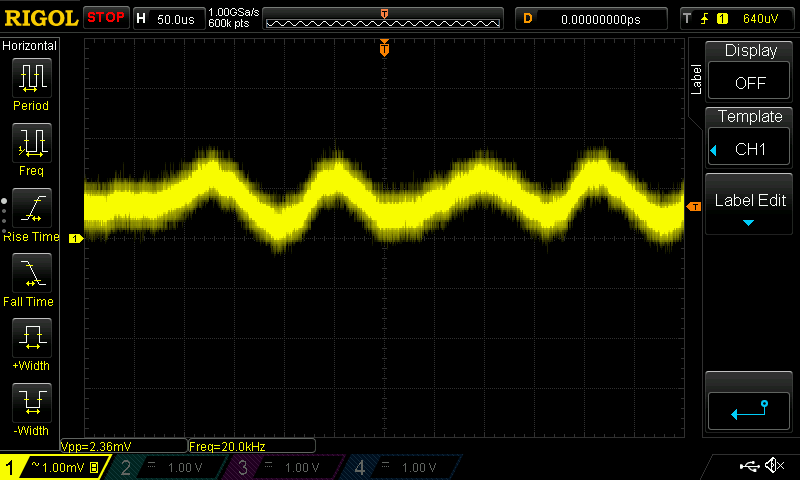 RIGOL STOP H 50.0us 1.00GSa/s 600k pts T D 0.00000000ps T 1 640uV
Horizontal
Period
Freq
Rise Time
Fall Time
+Width
-Width
T
1
T
Label
Display
OFF
Template
CH1
Label Edit
Vpp=2.36mV Freq=20.0kHz
1 ~ 1.00mV B 2 1.00 V 3 1.00 V 4 1.00 V